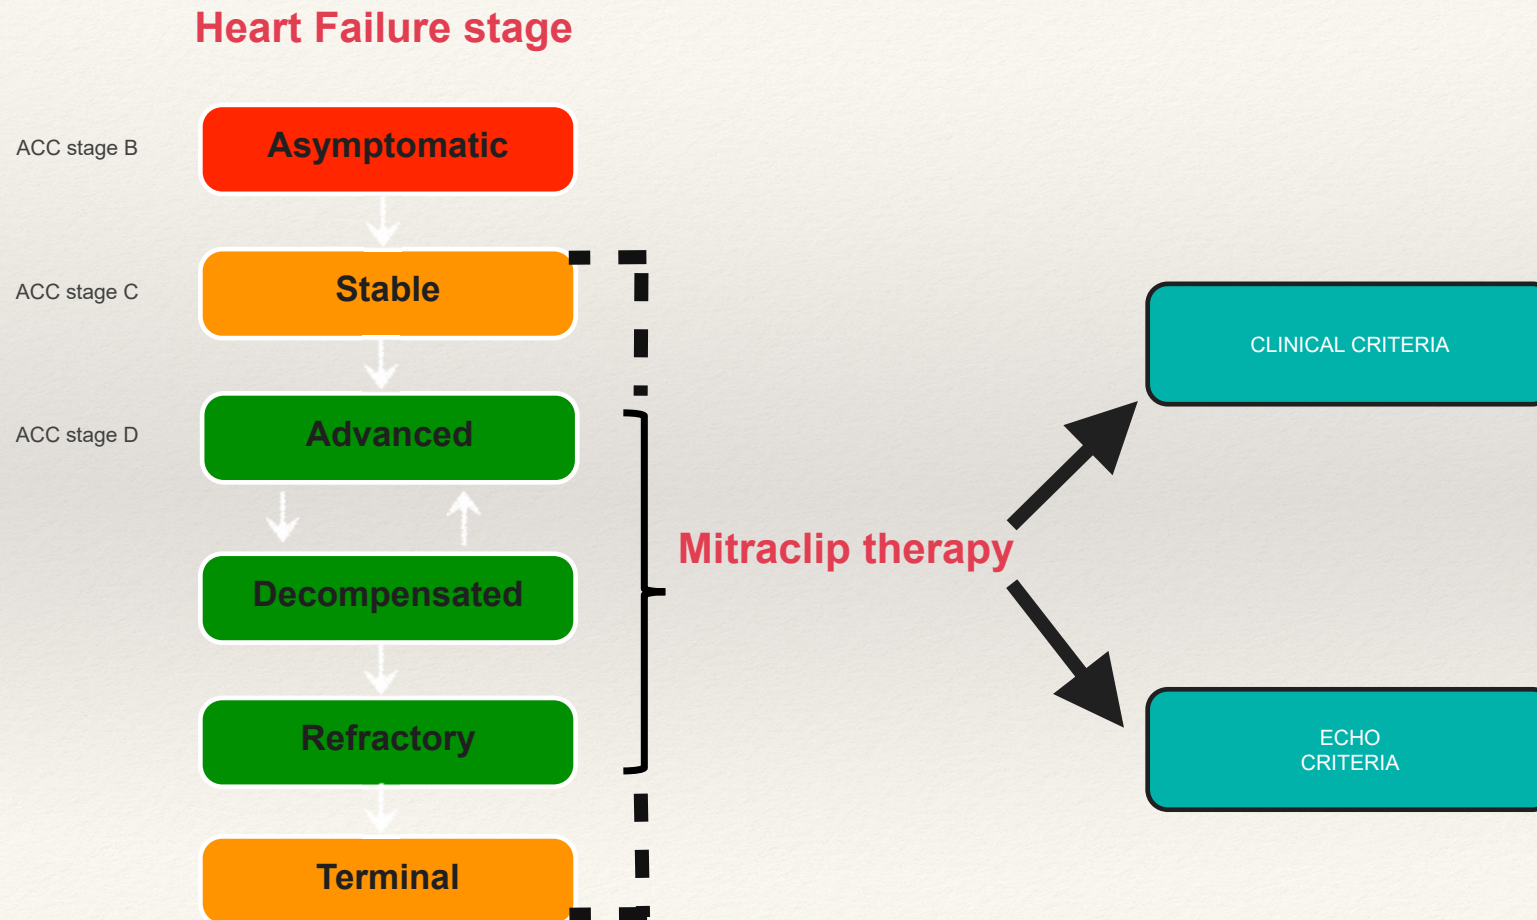 Heart Failure stage
ACC stage B
Asymptomatic
ACC stage C
Stable
ACC stage D
Advanced
Decompensated
Refractory
Terminal
Mitraclip therapy
CLINICAL CRITERIA
ECHO
CRITERIA